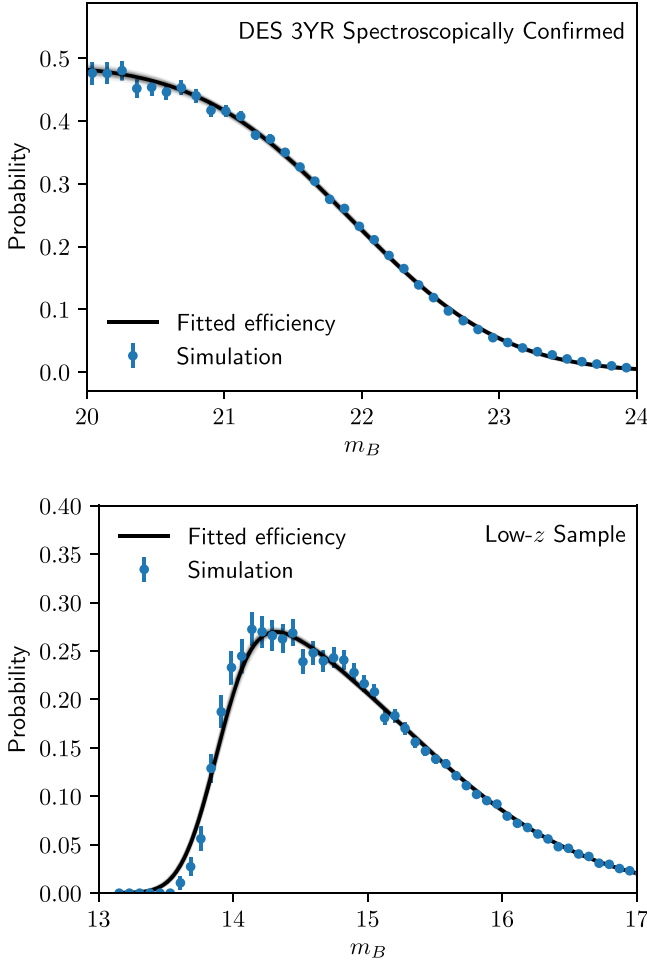 DES 3YR Spectroscopically Confirmed
0.5
0.4
0.3
0.2
0.1
0.0
Probability
Fitted efficiency
Simulation
20 21 22 23 24
m_B
0.40
0.35
0.30
0.25
0.20
0.15
0.10
0.05
0.00
Probability
Fitted efficiency
Simulation
Low-z Sample
13 14 15 16 17
m_B